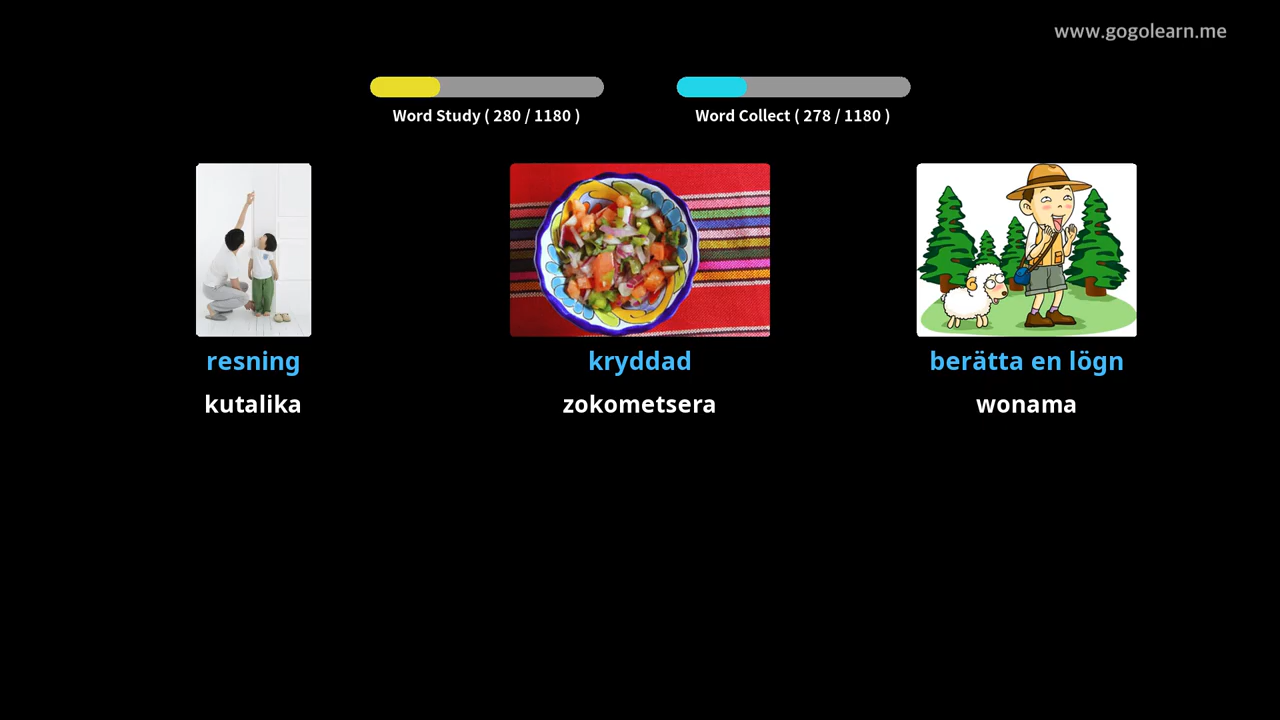 www.gogolearn.me
Word Study ( 280 / 1180 )
Word Collect ( 278 / 1180 )
resning
kryddad
berätta en lögn
kutalika
zokometsera
wonama